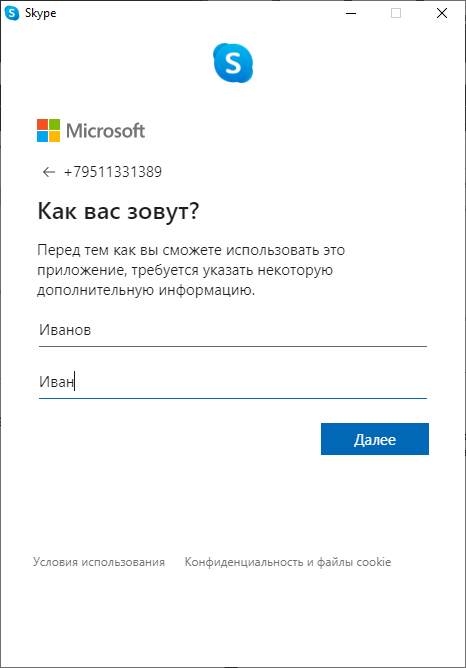 Skype
Microsoft
← +79511331389
Как вас зовут?
Перед тем как вы сможете использовать это
приложение, требуется указать некоторую
дополнительную информацию.
Иванов
Иван
Далее
Условия использования Конфиденциальность и файлы cookie